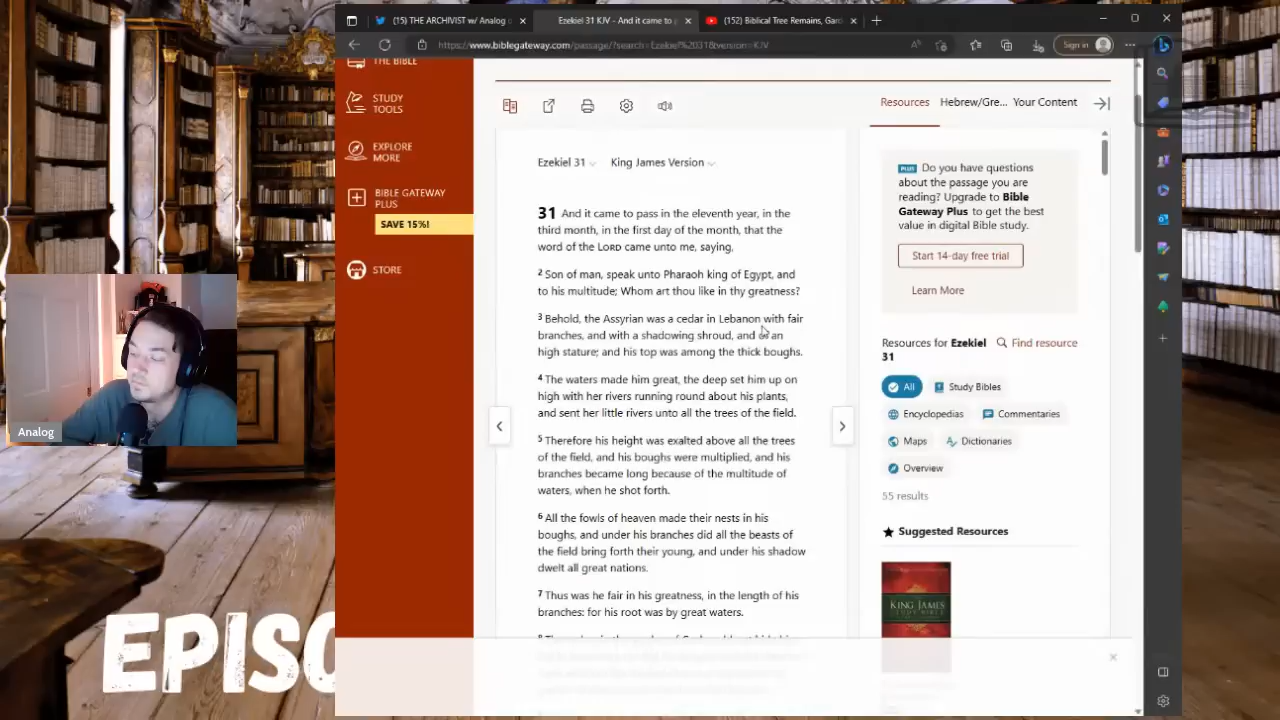 (15) THE ARCHIVIST w/ Analog
Ezekiel 31 KJV - And it came to
(152) Biblical Tree Remains, Gar
https://www.biblegateway.com/passage/?search=Ezekiel%2031&version=KJV
Sign in
THE BIBLE
STUDY
TOOLS
EXPLORE
MORE
BIBLE GATEWAY
PLUS
SAVE 15%!
STORE
Resources
Hebrew/Gre...
Your Content
Ezekiel 31
King James Version
31 And it came to pass in the eleventh year, in the
third month, in the first day of the month, that the
word of the LORD came unto me, saying,
2 Son of man, speak unto Pharaoh king of Egypt, and
to his multitude; Whom art thou like in thy greatness?
3 Behold, the Assyrian was a cedar in Lebanon with fair
branches, and with a shadowing shroud, and of an
high stature; and his top was among the thick boughs.
4 The waters made him great, the deep set him up on
high with her rivers running round about his plants,
and sent her little rivers unto all the trees of the field.
5 Therefore his height was exalted above all the trees
of the field, and his boughs were multiplied, and his
branches became long because of the multitude of
waters, when he shot forth.
6 All the fowls of heaven made their nests in his
boughs, and under his branches did all the beasts of
the field bring forth their young, and under his shadow
dwelt all great nations.
7 Thus was he fair in his greatness, in the length of his
branches: for his root was by great waters.
PLUS Do you have questions
about the passage you are
reading? Upgrade to Bible
Gateway Plus to get the best
value in digital Bible study.
Start 14-day free trial
Learn More
Resources for Ezekiel
31
Find resource
All
Study Bibles
Encyclopedias
Commentaries
Maps
Dictionaries
Overview
55 results
Suggested Resources
KING JAMES
STUDY BIBLE
Analog
EPISO